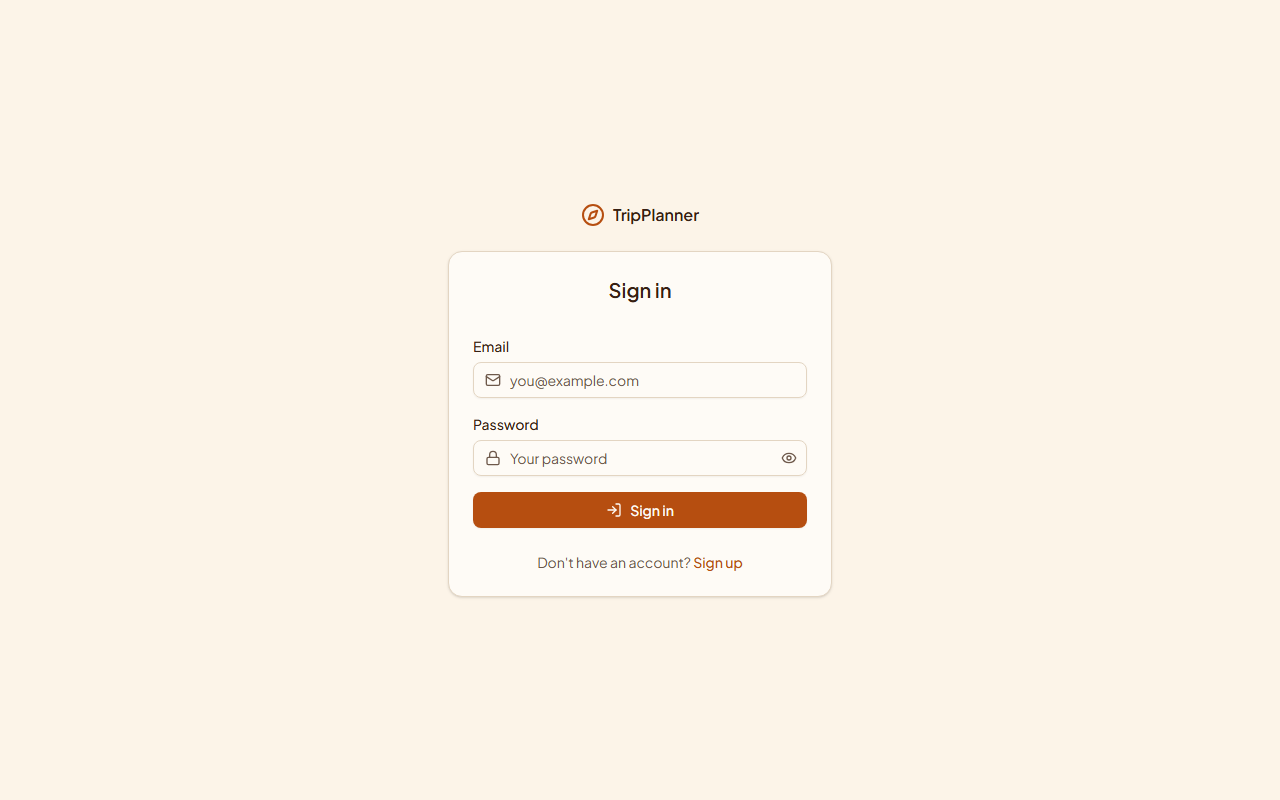 TripPlanner
Sign in
Email
you@example.com
Password
Your password
Sign in
Don't have an account? Sign up